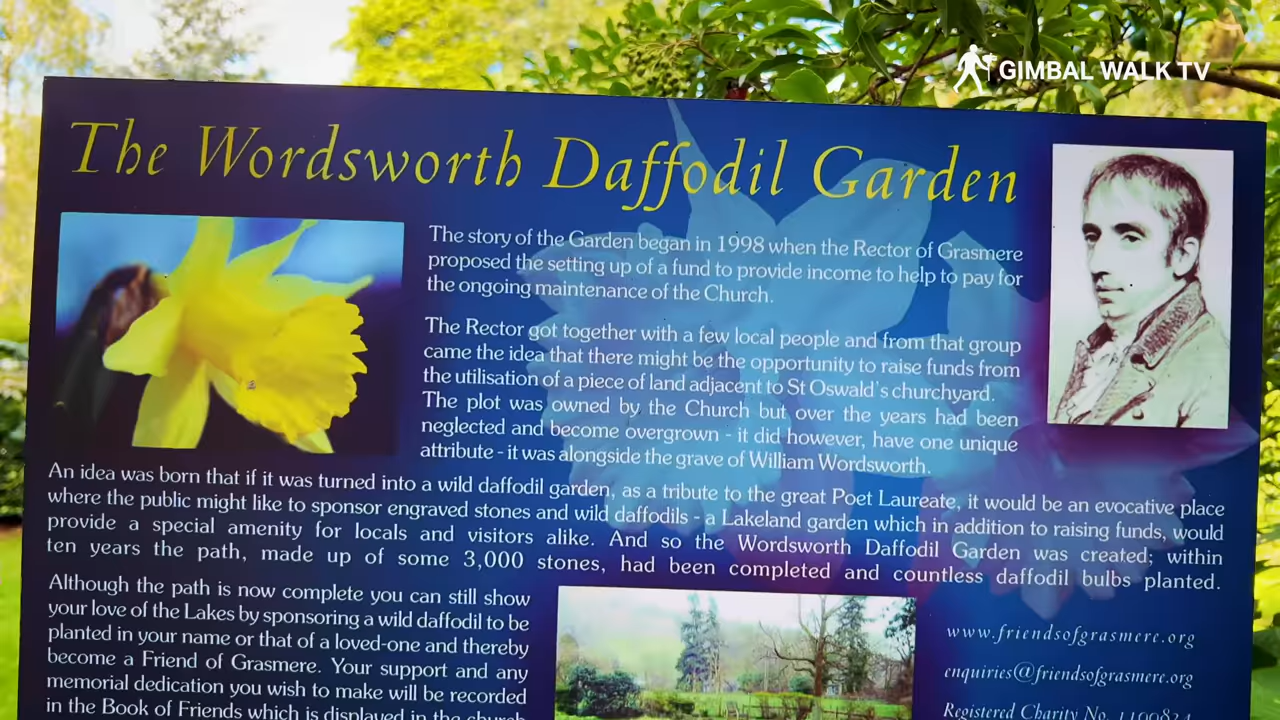 GIMBAL WALK TV
The Wordsworth Daffodil Garden
The story of the Garden began in 1998 when the Rector of Grasmere
proposed the setting up of a fund to provide income to help to pay for
the ongoing maintenance of the Church.
The Rector got together with a few local people and from that group
came the idea that there might be the opportunity to raise funds from
the utilisation of a piece of land adjacent to St Oswald's churchyard.
The plot was owned by the Church but over the years had been
neglected and become overgrown - it did however, have one unique
attribute - it was alongside the grave of William Wordsworth.
An idea was born that if it was turned into a wild daffodil garden, as a tribute to the great Poet Laureate, it would be an evocative place
where the public might like to sponsor engraved stones and wild daffodils - a Lakeland garden which in addition to raising funds, would
provide a special amenity for locals and visitors alike. And so the Wordsworth Daffodil Garden was created; within
ten years the path, made up of some 3,000 stones, had been completed and countless daffodil bulbs planted.
Although the path is now complete you can still show
your love of the Lakes by sponsoring a wild daffodil to be
planted in your name or that of a loved-one and thereby
become a Friend of Grasmere. Your support and any
memorial dedication you wish to make will be recorded
in the Book of Friends which is displayed in the church
www.friendsofgrasmere.org
enquiries@friendsofgrasmere.org
Registered Charity No.